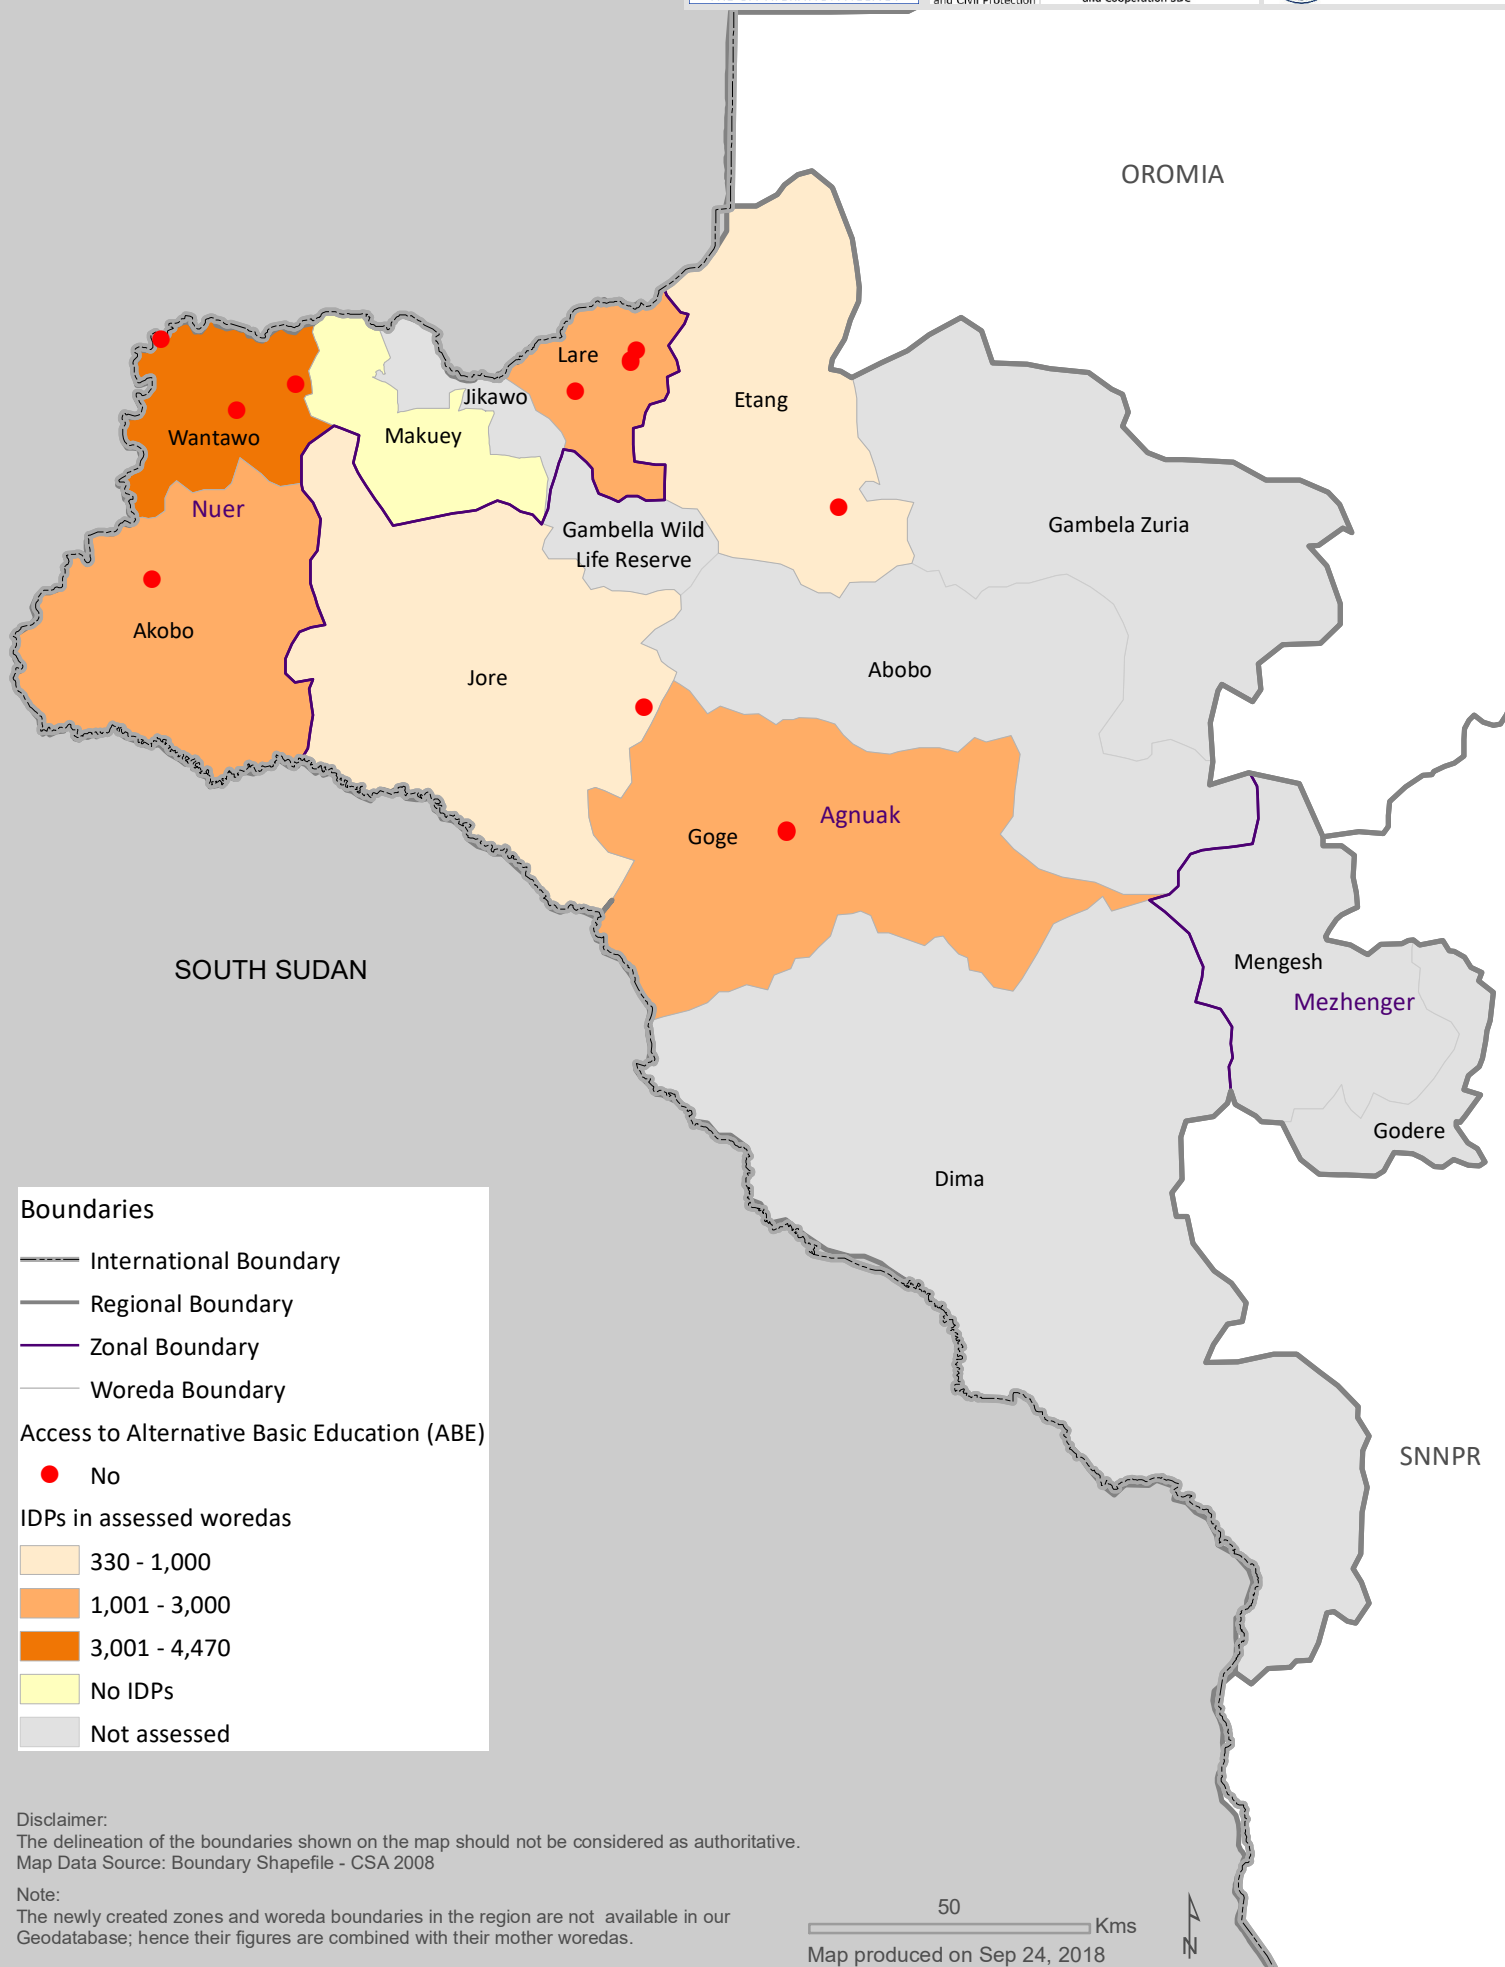 and Civil Protection
and Cooperation SDC
OROMIA
Lare
Jikawo
Etang
Wantawo
Makuey
Nuer
Gambella Wild
Life Reserve
Gambela Zuria
Akobo
Jore
Abobo
Goge
Agnuak
SOUTH SUDAN
Mengesh
Mezhenger
Godere
Dima
SNNPR
Boundaries
International Boundary
Regional Boundary
Zonal Boundary
Woreda Boundary
Access to Alternative Basic Education (ABE)
No
IDPs in assessed woredas
330 - 1,000
1,001 - 3,000
3,001 - 4,470
No IDPs
Not assessed
Disclaimer:
The delineation of the boundaries shown on the map should not be considered as authoritative.
Map Data Source: Boundary Shapefile - CSA 2008
Note:
The newly created zones and woreda boundaries in the region are not available in our
Geodatabase; hence their figures are combined with their mother woredas.
50
Kms
Map produced on Sep 24, 2018
N